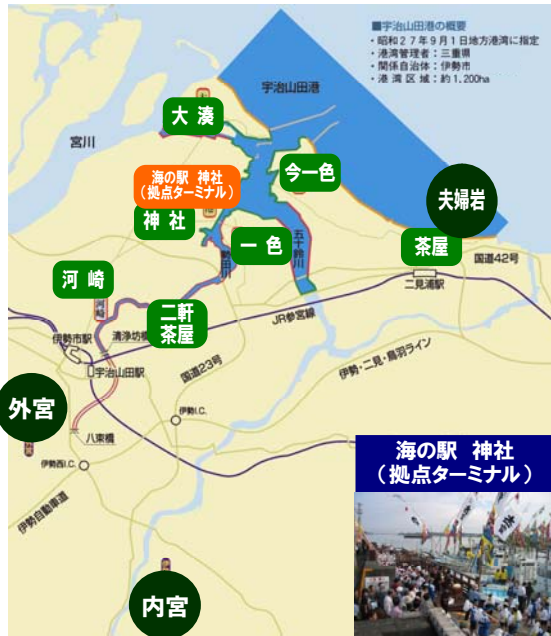 ■宇治山田港の概要
・昭和27年9月1日地方港湾に指定
・港湾管理者：三重県
・関係自治体：伊勢市
・港湾区域：約1,200ha
宇治山田港
大湊
宮川
今一色
海の駅 神社
（拠点ターミナル）
夫婦岩
神社
一色
五十鈴川
茶屋
勢田川
国道42号
河崎
二見浦駅
河崎
二軒
茶屋
JR参宮線
伊勢市駅
清浄坊橋
宇治山田駅
国道23号
伊勢・二見・鳥羽ライン
外宮
伊勢I.C.
八束橋
伊勢西I.C.
海の駅 神社
（拠点ターミナル）
伊勢自動車道
内宮